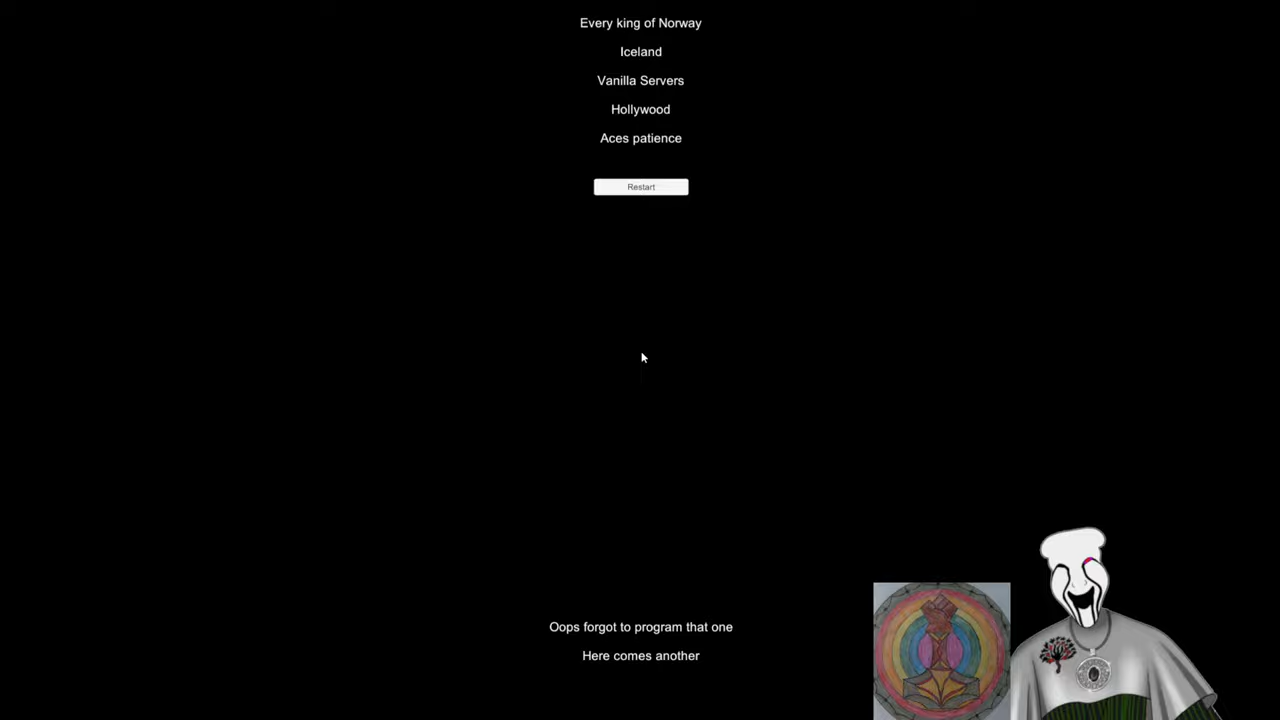 Every king of Norway
Iceland
Vanilla Servers
Hollywood
Aces patience
Restart
Oops forgot to program that one
Here comes another